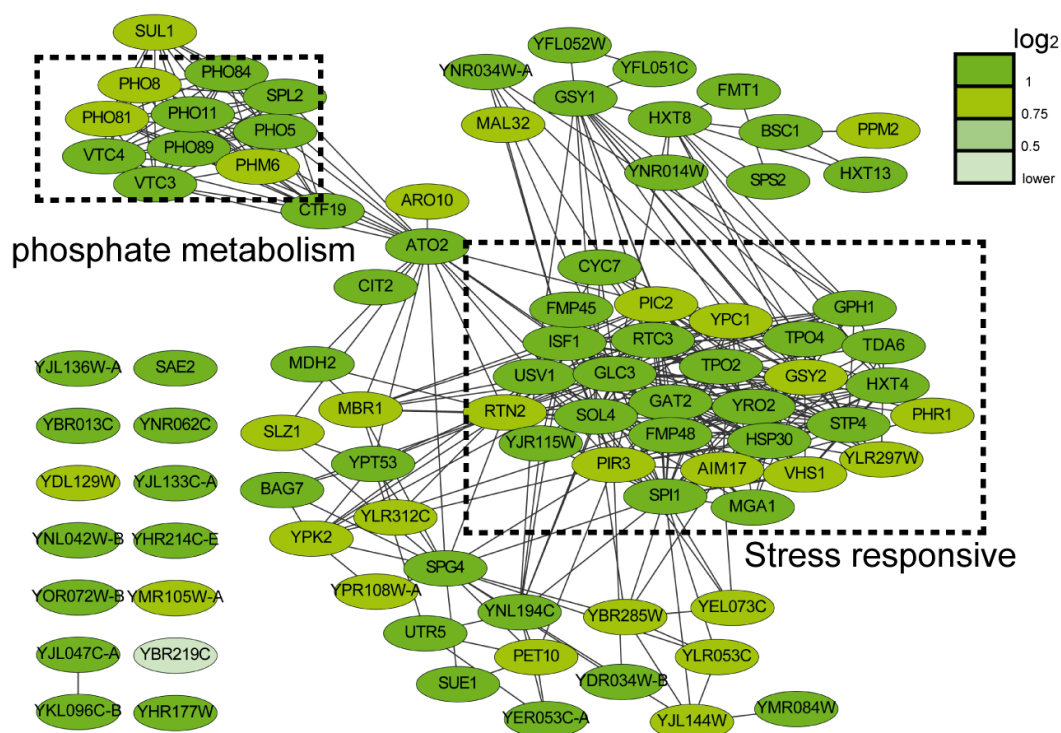 log2
1
0.75
0.5
lower
SUL1
PHO8
PHO84
SPL2
PHO81
PHO11
PHO5
VTC4
PHO89
PHM6
VTC3
CTF19
phosphate metabolism
YFL052W
YNR034W-A
YFL051C
GSY1
FMT1
MAL32
HXT8
BSC1
PPM2
YNR014W
SPS2
HXT13
ARO10
ATO2
CIT2
MDH2
MBR1
SLZ1
YPT53
BAG7
YLR312C
YPK2
CYC7
FMP45
PIC2
YPC1
GPH1
ISF1
RTC3
TPO4
TDA6
USV1
GLC3
TPO2
GSY2
HXT4
RTN2
SOL4
GAT2
YRO2
STP4
PHR1
YJR115W
FMP48
HSP30
YLR297W
PIR3
AIM17
VHS1
SPI1
MGA1
Stress responsive
YJL136W-A
SAE2
YBR013C
YNR062C
YDL129W
YJL133C-A
YNL042W-B
YHR214C-E
YOR072W-B
YMR105W-A
YJL047C-A
YBR219C
YKL096C-B
YHR177W
SPG4
YPR108W-A
YNL194C
YBR285W
YEL073C
UTR5
PET10
YLR053C
SUE1
YDR034W-B
YER053C-A
YJL144W
YMR084W